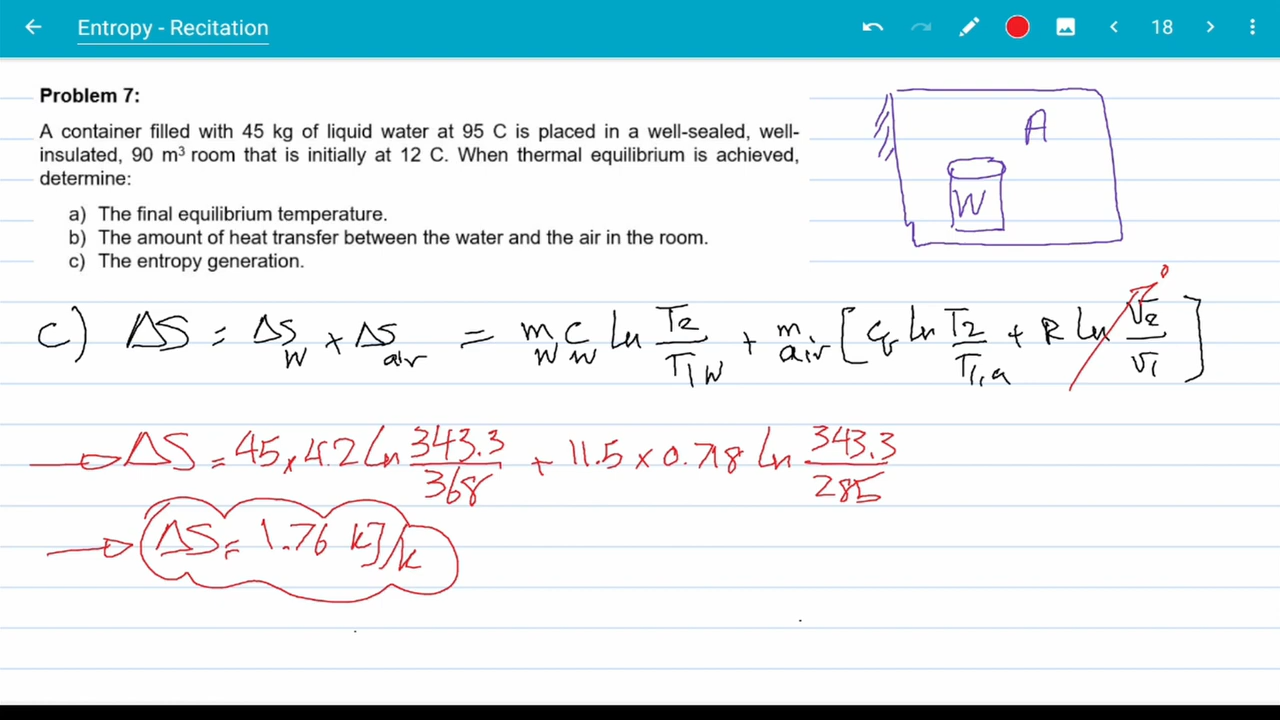 Entropy - Recitation
18
Problem 7:
A container filled with 45 kg of liquid water at 95 C is placed in a well-sealed, well-
insulated, 90 m³ room that is initially at 12 C. When thermal equilibrium is achieved,
determine:
a) The final equilibrium temperature.
b) The amount of heat transfer between the water and the air in the room.
c) The entropy generation.
A
W
c) ΔS = ΔS_W + ΔS_air = m_W C_W ln T2/T1W + m_air [Cv ln T2/T1,a + R ln V2/V1] 0
→ ΔS = 45 × 4.2 ln 343.3/368 + 11.5 × 0.718 ln 343.3/285
→ ΔS = 1.76 kJ/k